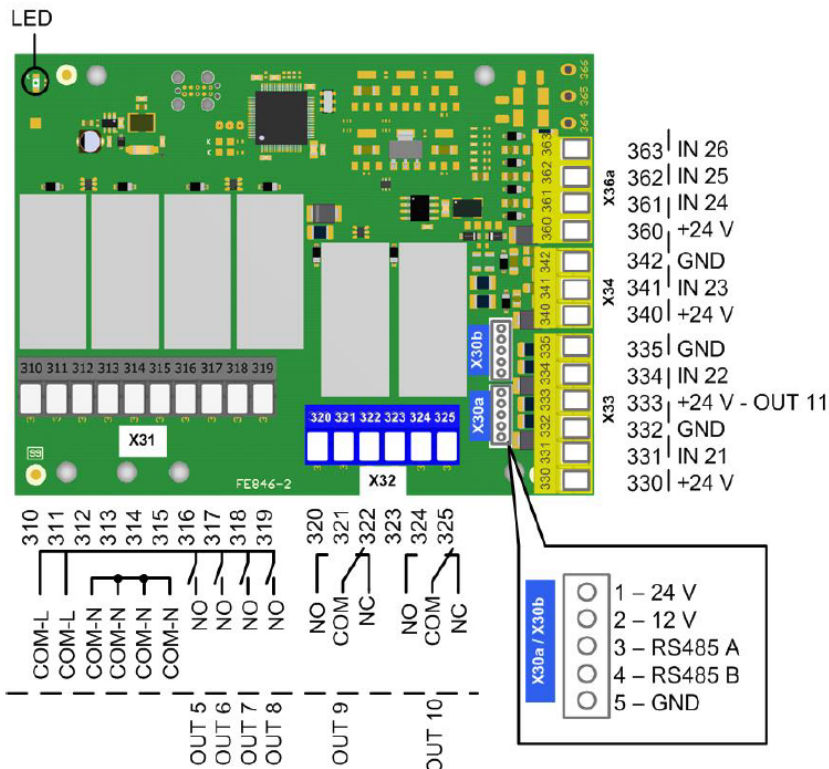 LED
366
365
364
363
362
361
360
X36a
363 IN 26
362 IN 25
361 IN 24
360 +24 V
342
341
340
X34
342 GND
341 IN 23
340 +24 V
335
334
333
332
331
330
X33
335 GND
334 IN 22
333 +24 V - OUT 11
332 GND
331 IN 21
330 +24 V
X30b
X30a
310 311 312 313 314 315 316 317 318 319
X31
320 321 322 323 324 325
X32
FE846-2
310 311 312 313 314 315 316 317 318 319 320 321 322 323 324 325
COM-L COM-L COM-N COM-N COM-N COM-N NO NO NO NO NO COM NC NO COM NC
OUT 5 OUT 6 OUT 7 OUT 8 OUT 9 OUT 10
X30a / X30b
1 – 24 V
2 – 12 V
3 – RS485 A
4 – RS485 B
5 – GND